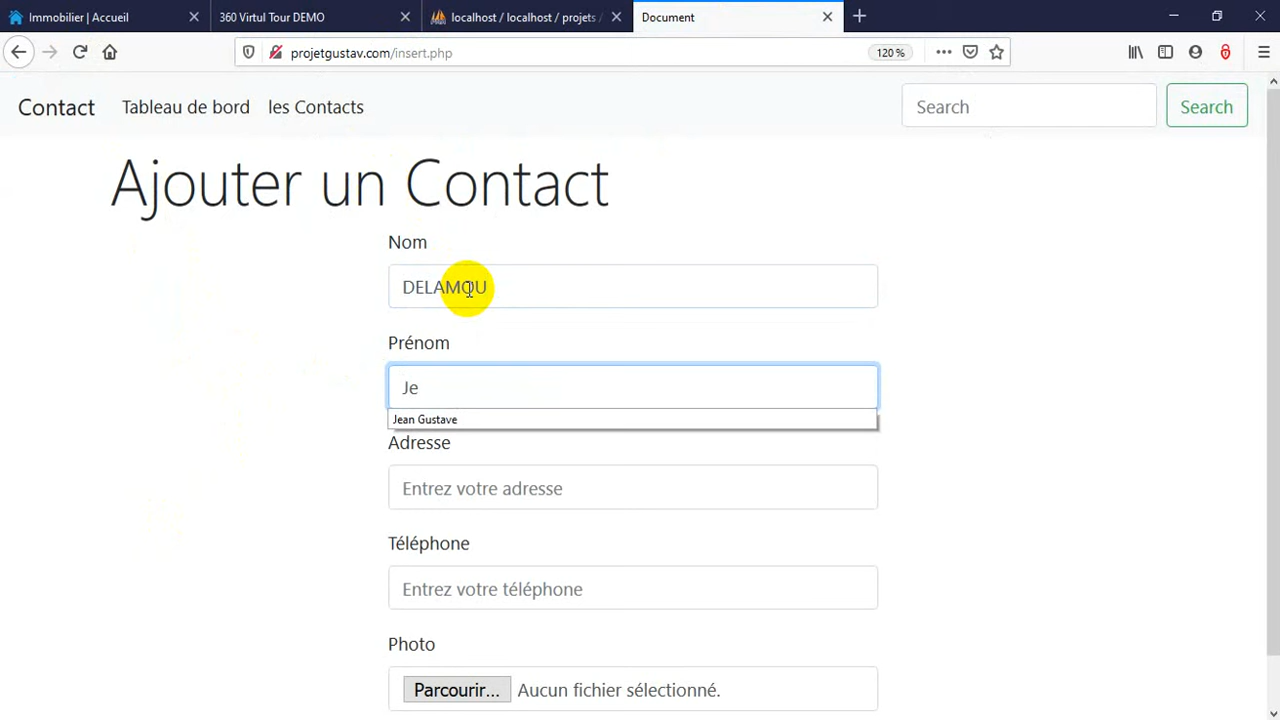 Immobilier | Accueil
360 Virtul Tour DEMO
localhost / localhost / projets /
Document
projetgustav.com/insert.php
120 %
Contact
Tableau de bord
les Contacts
Search
Search
Ajouter un Contact
Nom
DELAMOU
Prénom
Je
Jean Gustave
Adresse
Entrez votre adresse
Téléphone
Entrez votre téléphone
Photo
Parcourir... Aucun fichier sélectionné.